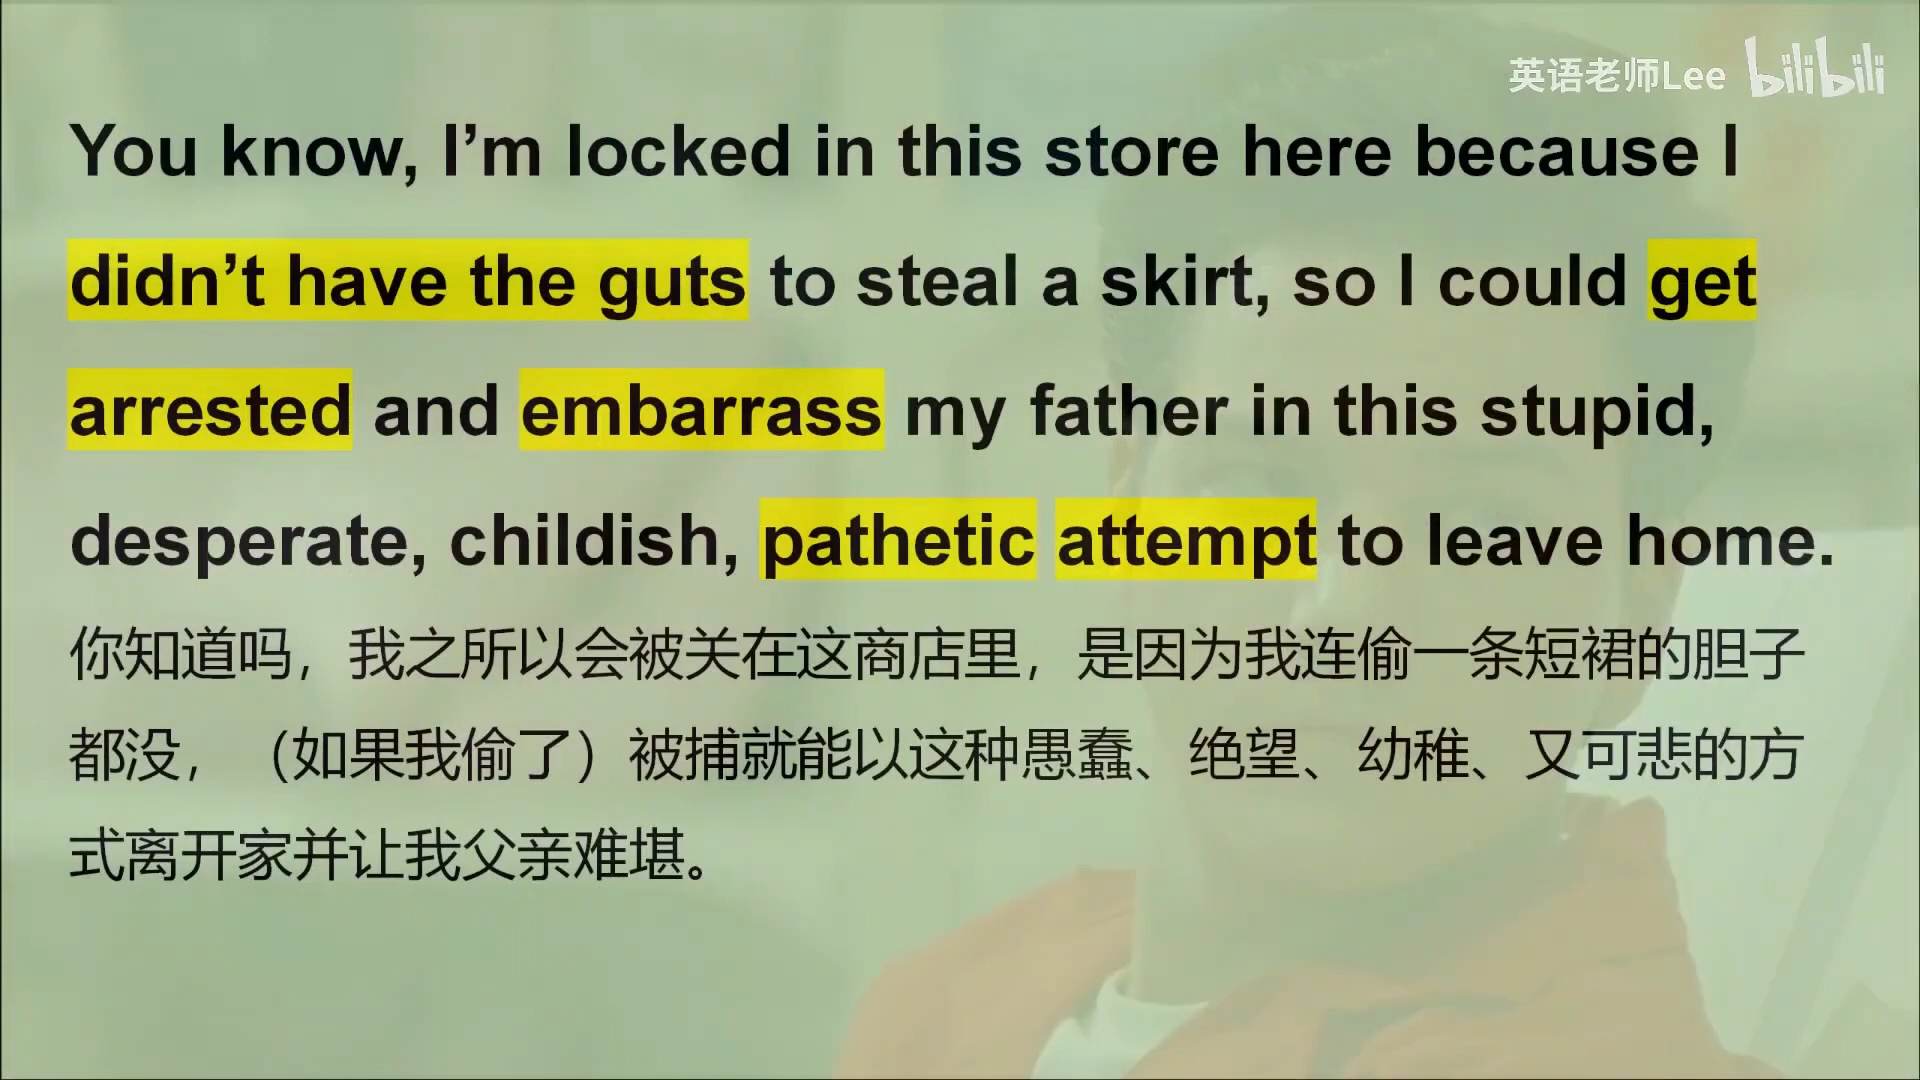 英语老师Lee bilibili
You know, I’m locked in this store here because I
didn’t have the guts to steal a skirt, so I could get
arrested and embarrass my father in this stupid,
desperate, childish, pathetic attempt to leave home.
你知道吗，我之所以会被关在这商店里，是因为我连偷一条短裙的胆子
都没，（如果我偷了）被捕就能以这种愚蠢、绝望、幼稚、又可悲的方
式离开家并让我父亲难堪。